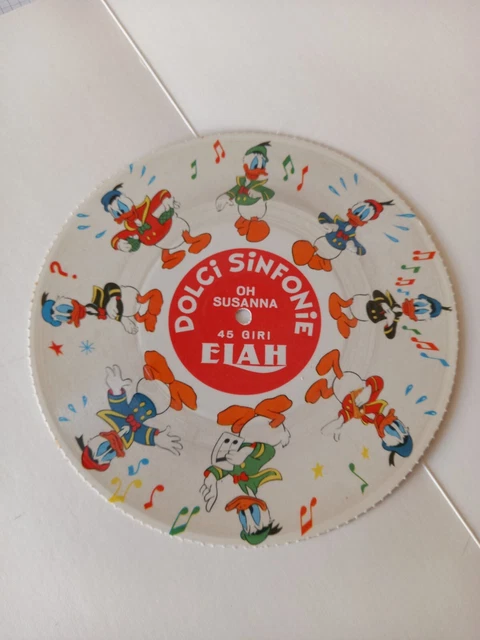 DOLCI SINFONIE
OH
SUSANNA
45 GIRI
ELAH
?